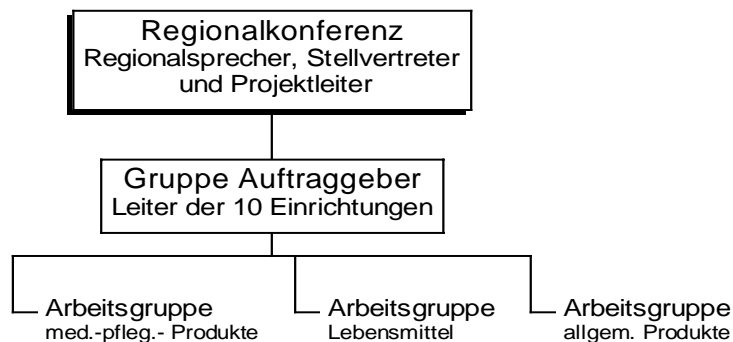 Regionalkonferenz
Regionalsprecher, Stellvertreter
und Projektleiter
Gruppe Auftraggeber
Leiter der 10 Einrichtungen
Arbeitsgruppe
med.-pfleg.- Produkte
Arbeitsgruppe
Lebensmittel
Arbeitsgruppe
allgem. Produkte